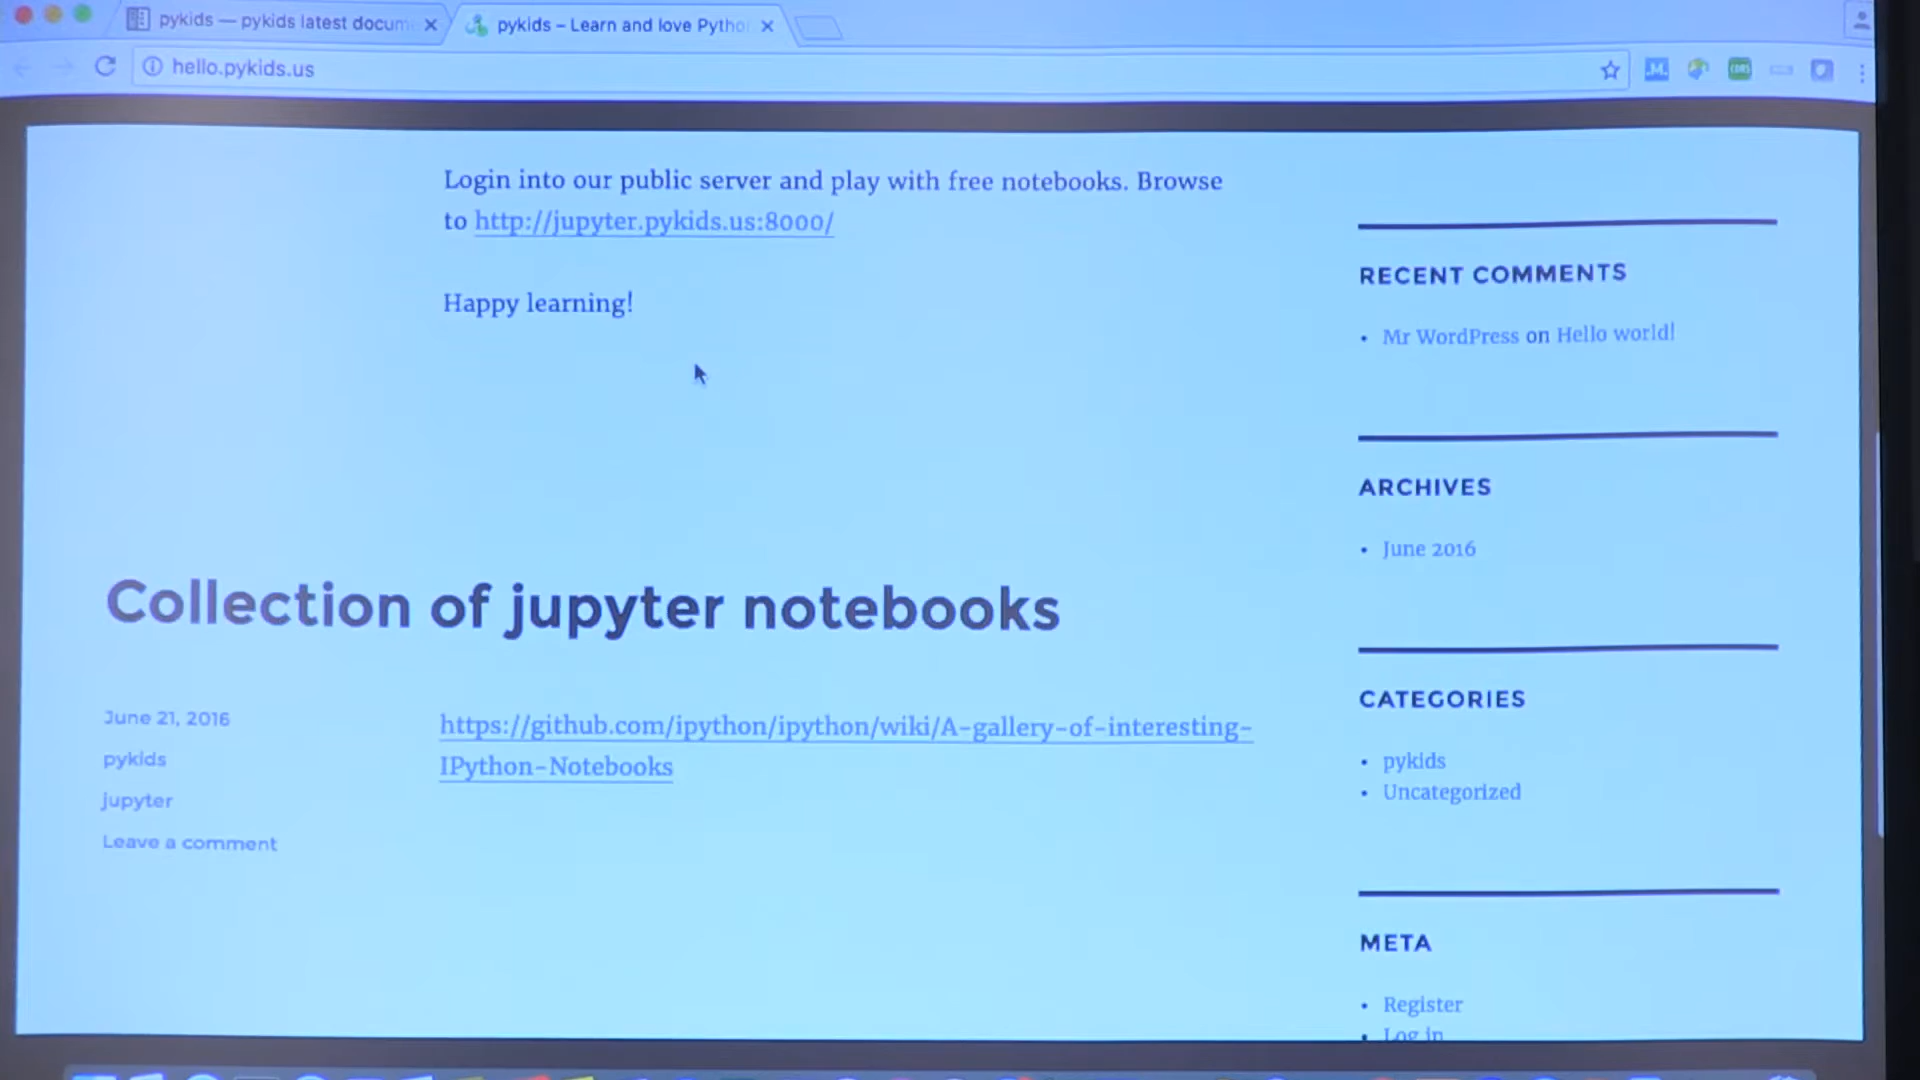 pykids — pykids latest docum
pykids – Learn and love Pytho
hello.pykids.us
Login into our public server and play with free notebooks. Browse
to http://jupyter.pykids.us:8000/
Happy learning!
Collection of jupyter notebooks
June 21, 2016
pykids
jupyter
Leave a comment
https://github.com/ipython/ipython/wiki/A-gallery-of-interesting-
IPython-Notebooks
RECENT COMMENTS
• Mr WordPress on Hello world!
ARCHIVES
• June 2016
CATEGORIES
• pykids
• Uncategorized
META
• Register
• Log in